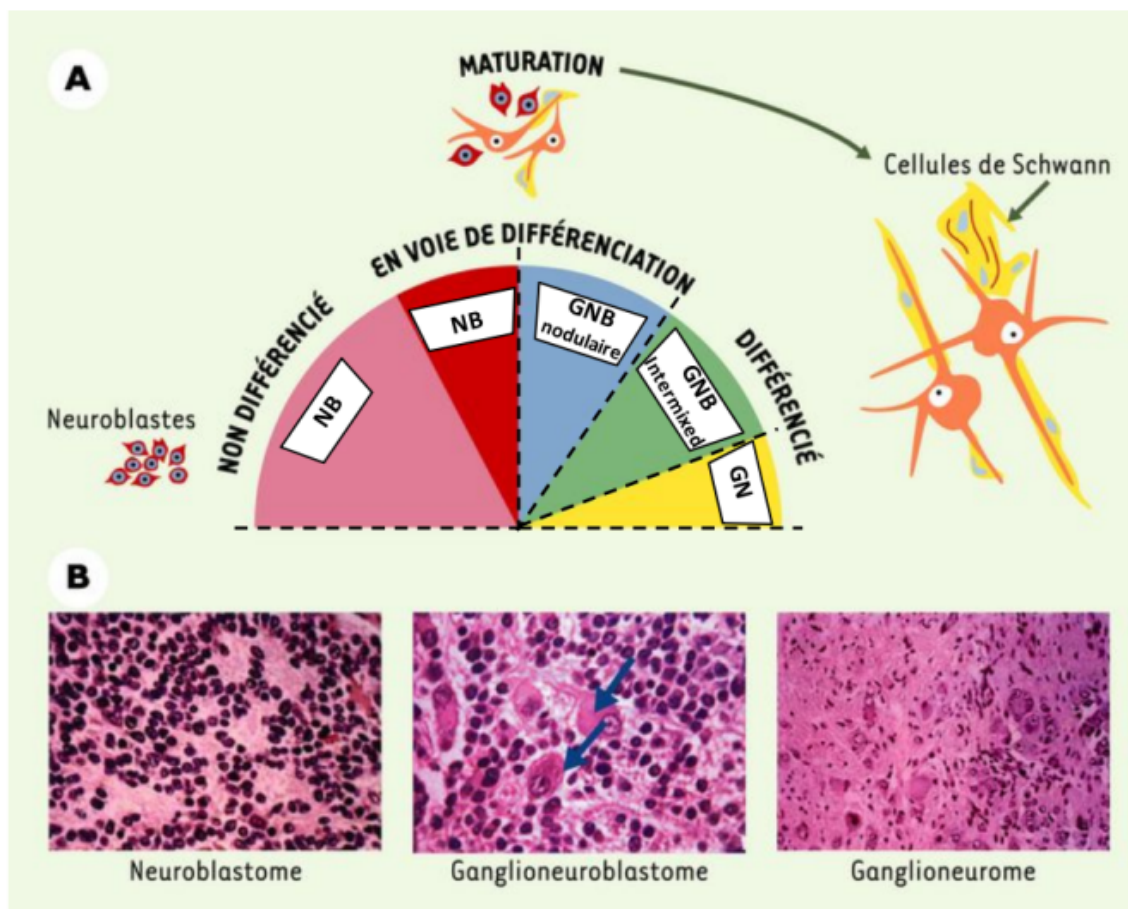 A
MATURATION
Cellules de Schwann
EN VOIE DE DIFFÉRENCIATION
NON DIFFÉRENCIÉ
DIFFÉRENCIÉ
NB
GNB
nodulaire
NB
GNB
Intermixed
GN
Neuroblastes
B
Neuroblastome
Ganglioneuroblastome
Ganglioneurome